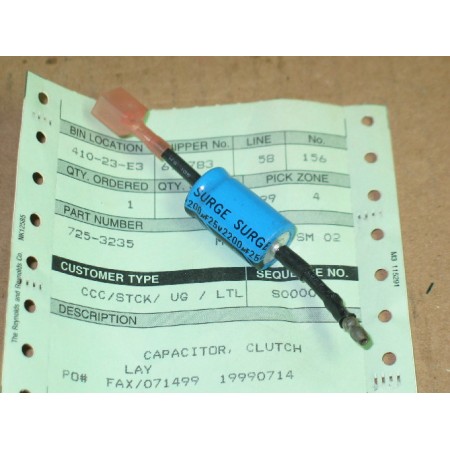 BIN LOCATION SHIPPER No. LINE No.
410-23-E3 58 156
QTY. ORDERED QTY. PICK ZONE
1 4
PART NUMBER
725-3235 SM 02
CUSTOMER TYPE SEQUENCE NO.
CCC/STCK/ UG / LTL
DESCRIPTION
CAPACITOR, CLUTCH
LAY
PO# FAX/071499 19990714
SURGE SURGE
200µF25v2200µF25
The Reynolds and Reynolds Co.